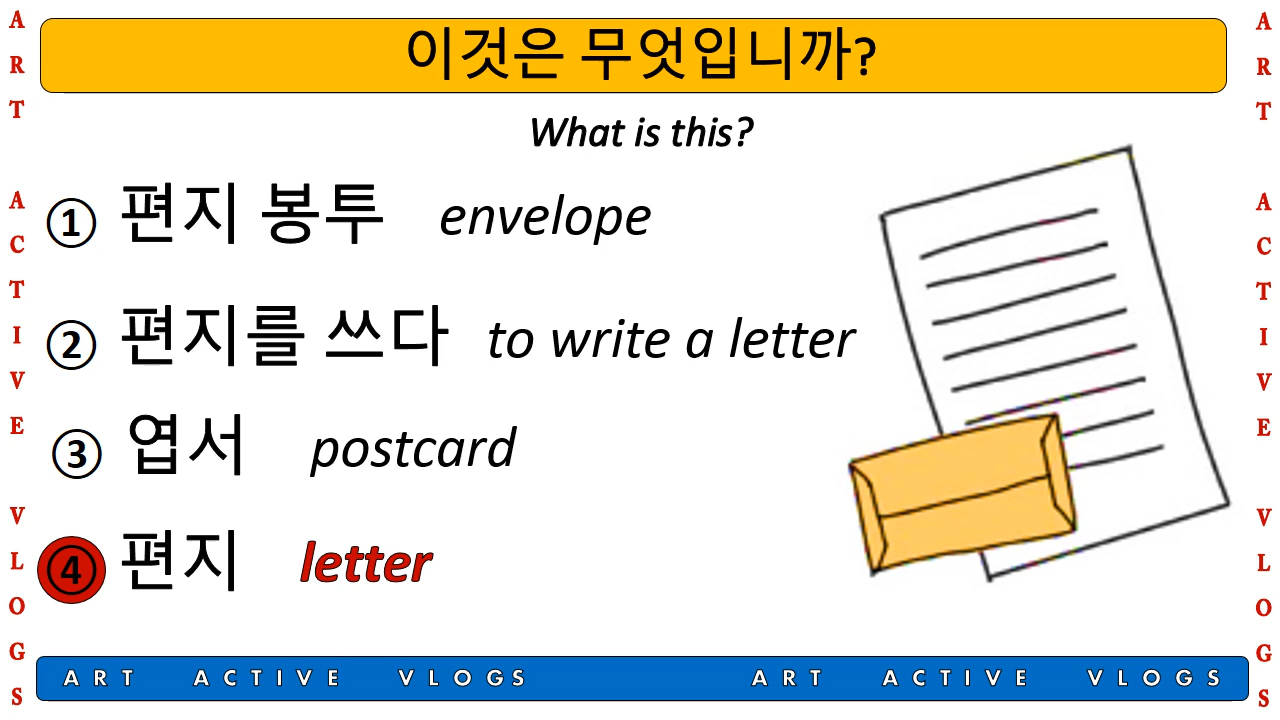 이것은 무엇입니까?
What is this?
① 편지 봉투 envelope
② 편지를 쓰다 to write a letter
③ 엽서 postcard
④ 편지 letter
ART ACTIVE VLOGS ART ACTIVE VLOGS
ART ACTIVE VLOGS
ART ACTIVE VLOGS